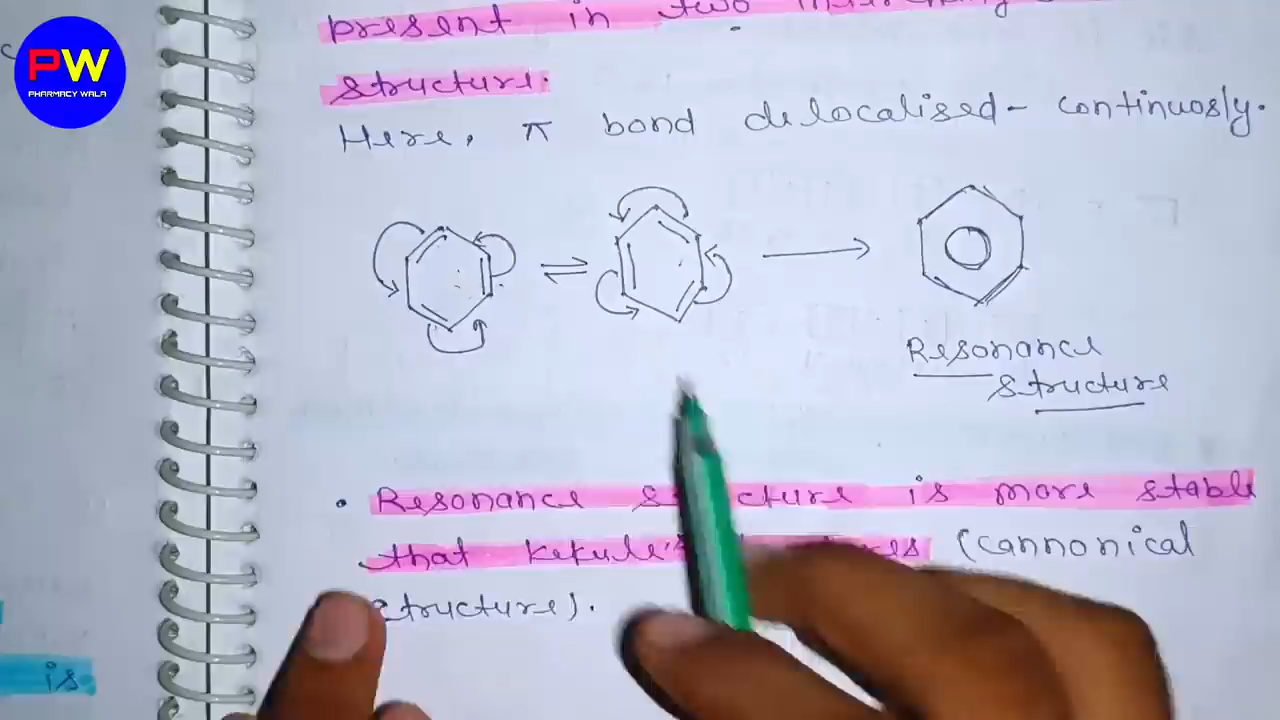 PW
PHARMACY WALA
present in two
structure.
Here, π bond delocalised - continuosly.
Resonance
structure
• Resonance structure is more stable
that Kekule's (cannonical
structure).
is